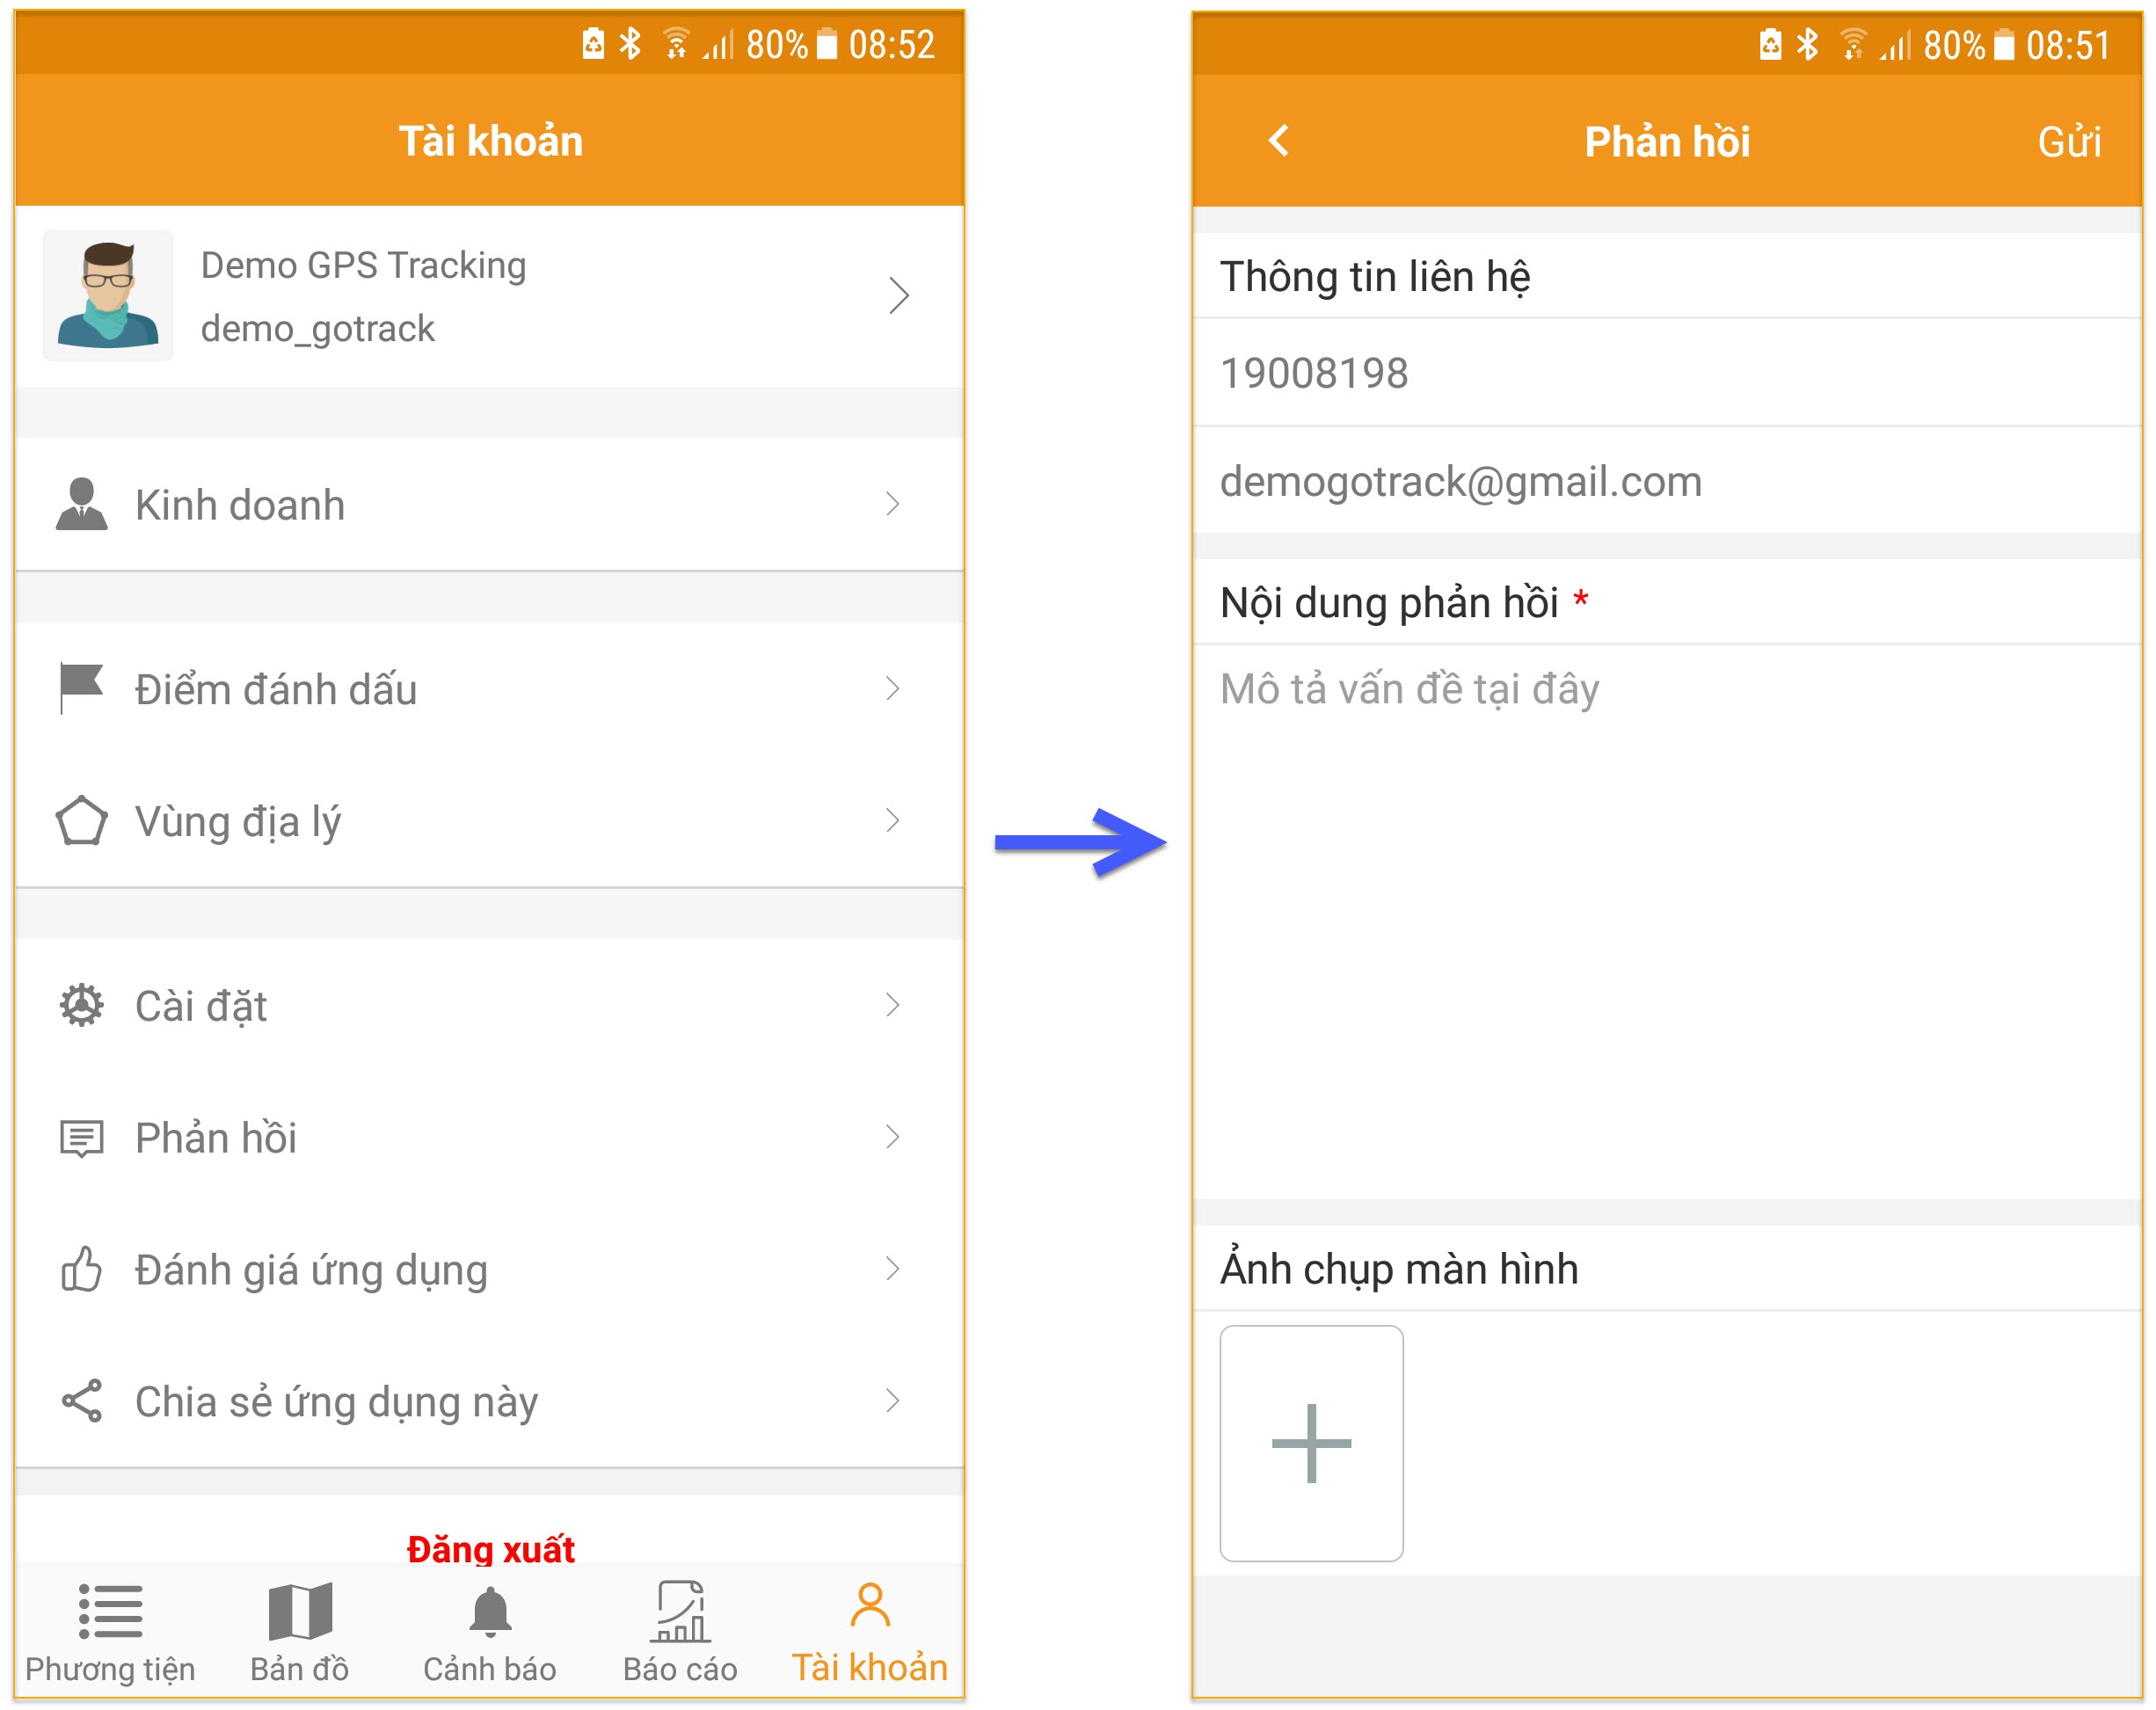 80% 08:52
Tài khoản
Demo GPS Tracking
demo_gotrack
Kinh doanh
Điểm đánh dấu
Vùng địa lý
Cài đặt
Phản hồi
Đánh giá ứng dụng
Chia sẻ ứng dụng này
Đăng xuất
Phương tiện Bản đồ Cảnh báo Báo cáo Tài khoản
80% 08:51
Phản hồi Gửi
Thông tin liên hệ
19008198
demogotrack@gmail.com
Nội dung phản hồi *
Mô tả vấn đề tại đây
Ảnh chụp màn hình